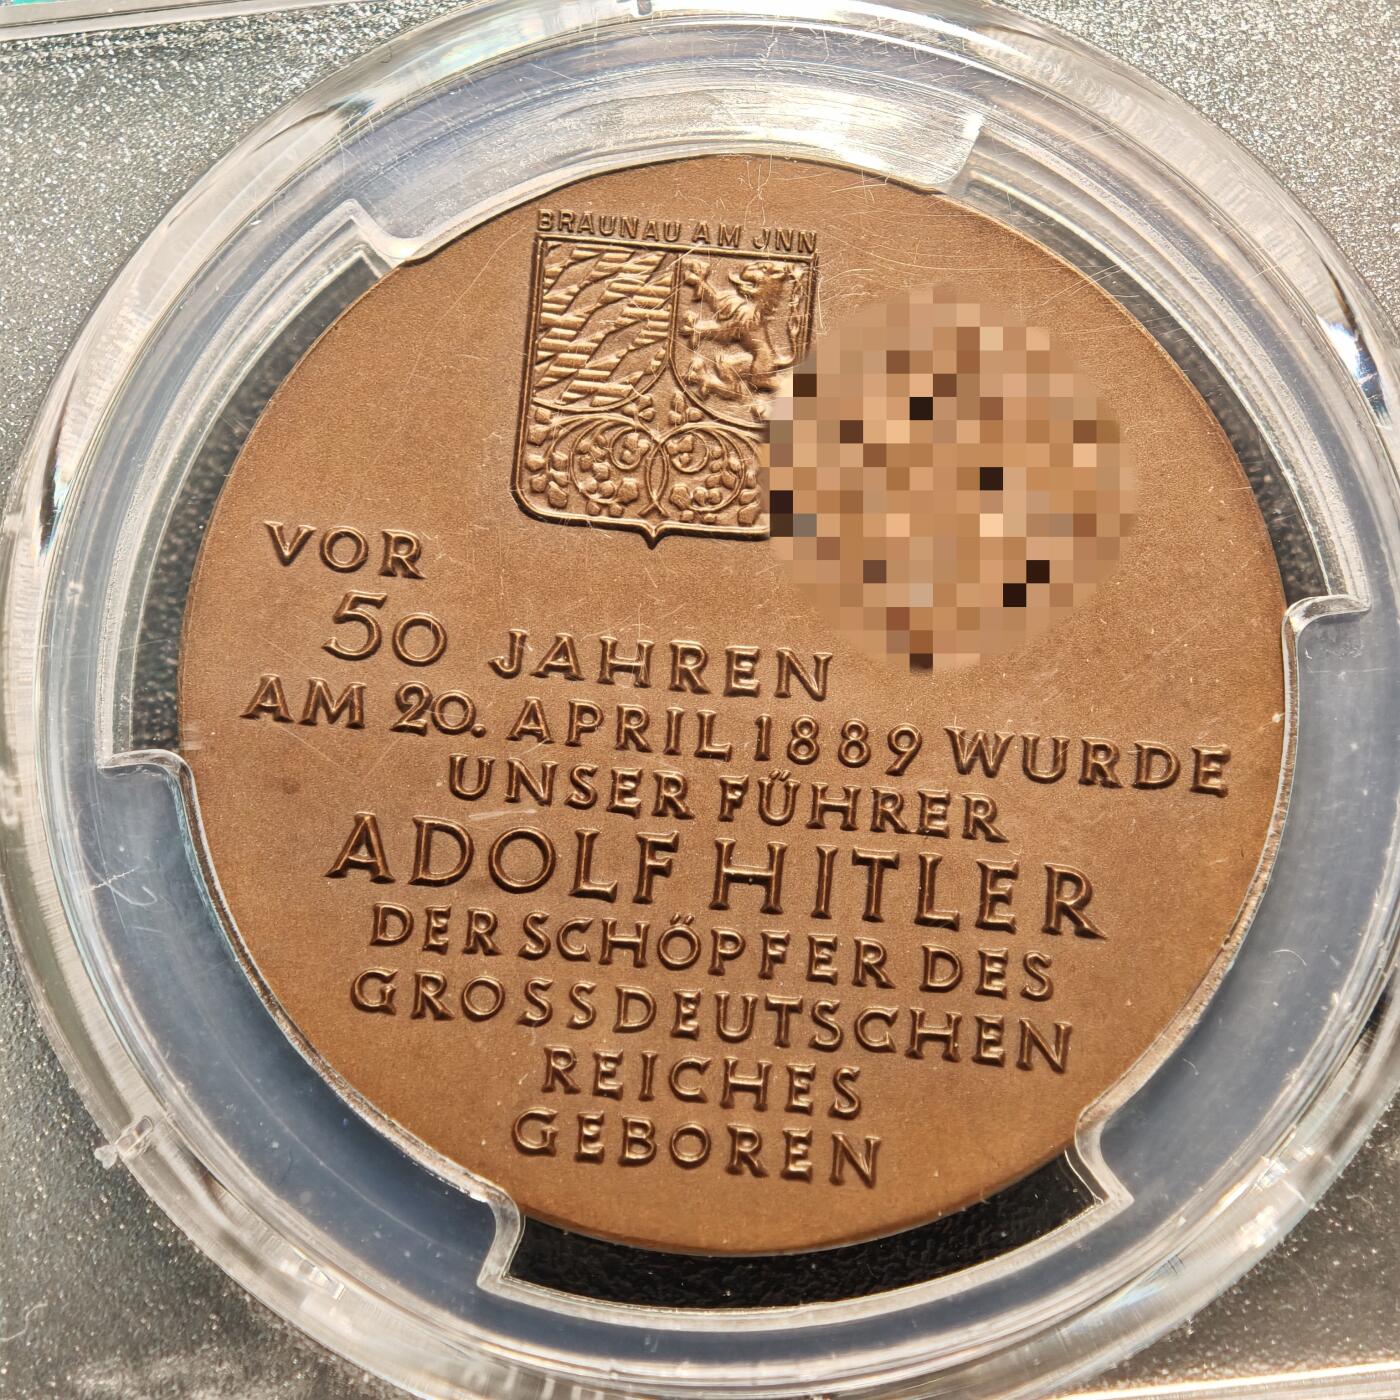 BRAUNAU AM JNN
VOR
50 JAHREN
AM 20. APRIL 1889 WURDE
UNSER FÜHRER
ADOLF HITLER
DER SCHÖPFER DES
GROSSDEUTSCHEN
REICHES
GEBOREN